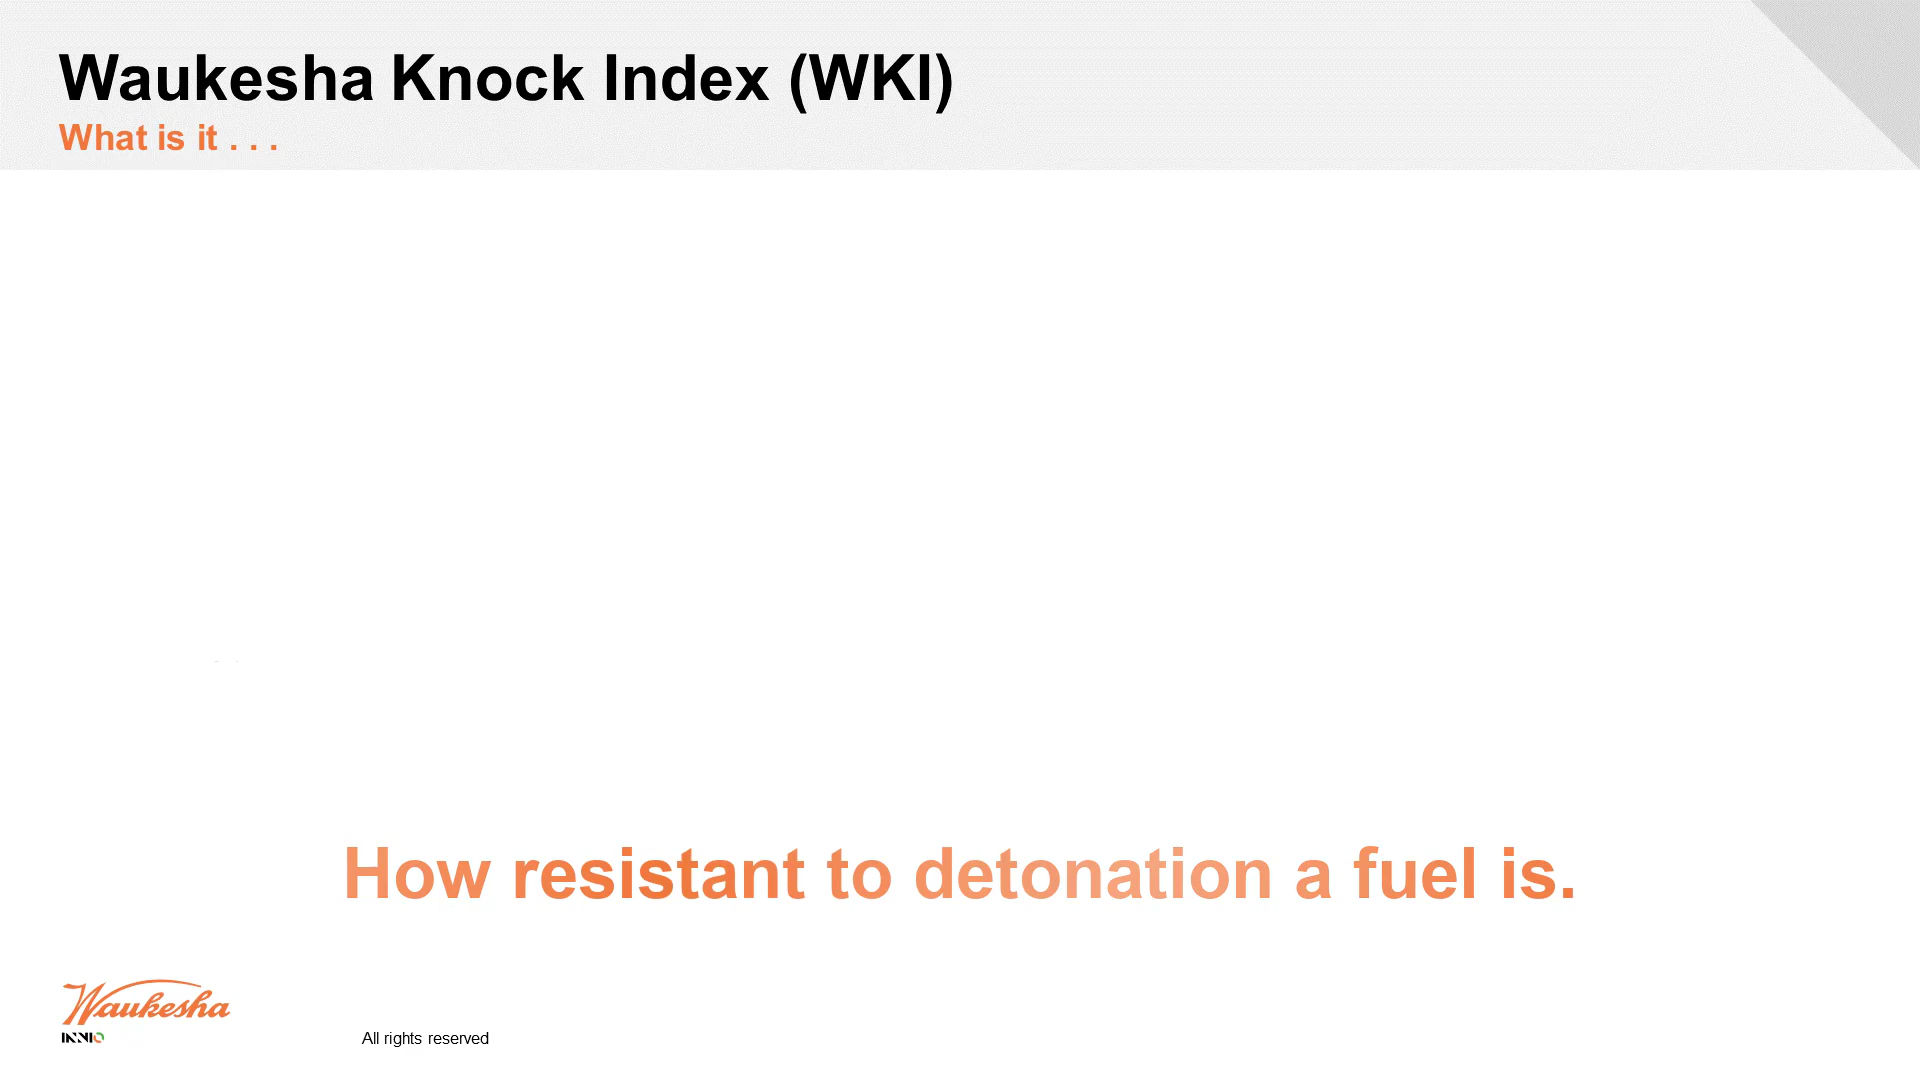 Waukesha Knock Index (WKI)
What is it . . .
How resistant to detonation a fuel is.
Waukesha
INNIO
All rights reserved